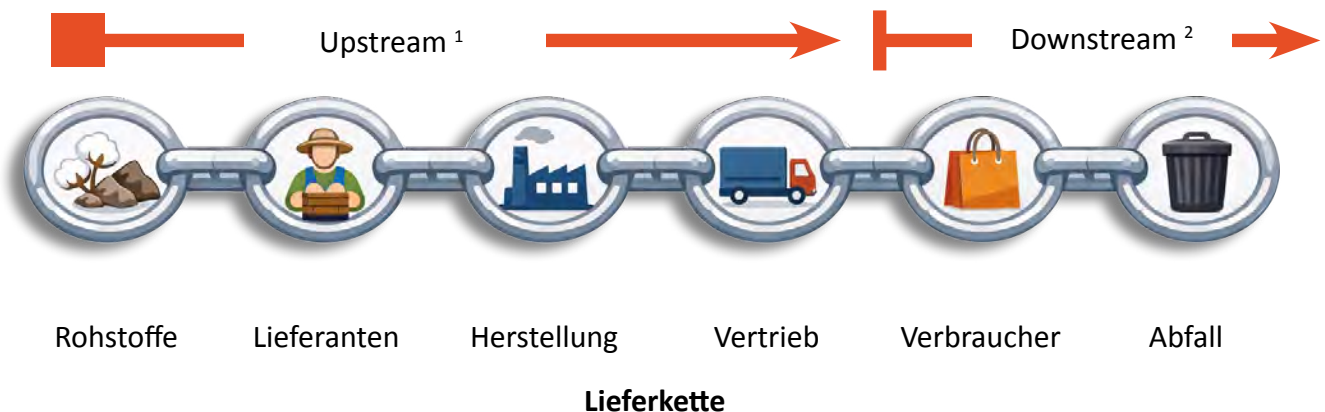 Upstream ¹ Downstream ²
Rohstoffe Lieferanten Herstellung Vertrieb Verbraucher Abfall
Lieferkette